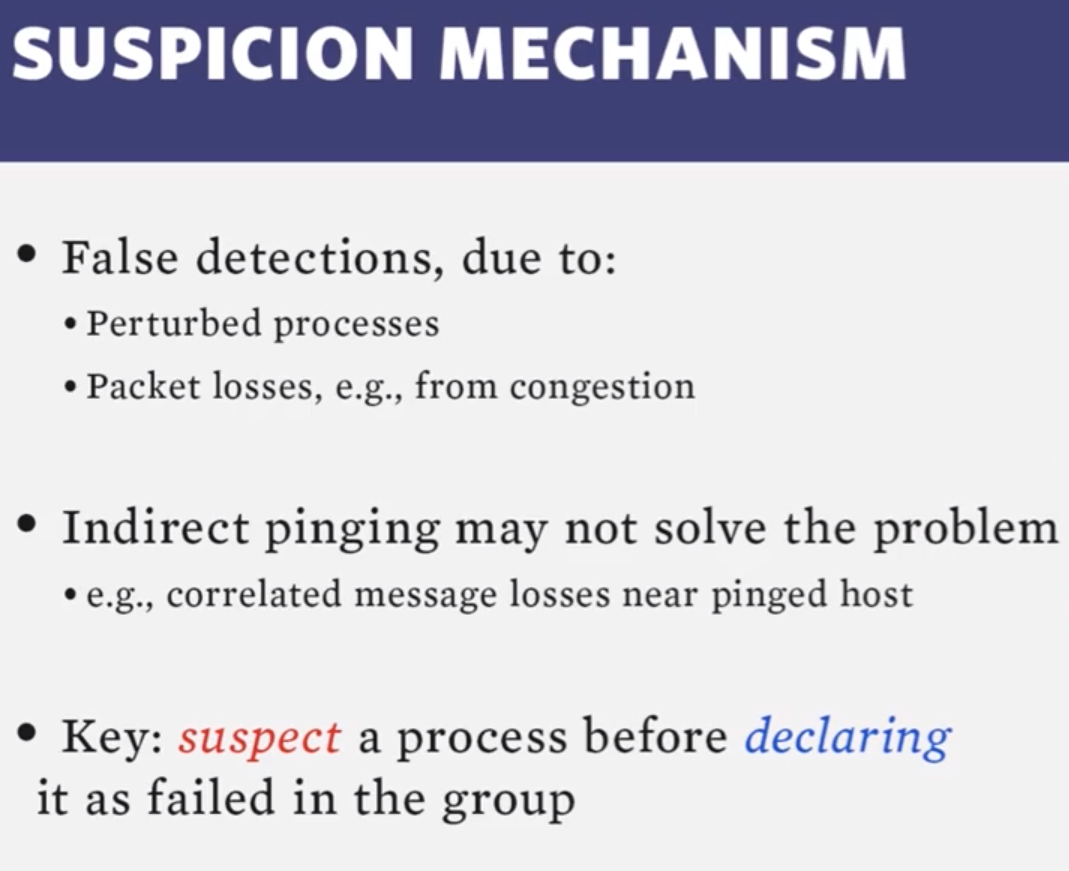 SUSPICION MECHANISM
• False detections, due to:
• Perturbed processes
• Packet losses, e.g., from congestion
• Indirect pinging may not solve the problem
• e.g., correlated message losses near pinged host
• Key: suspect a process before declaring
it as failed in the group